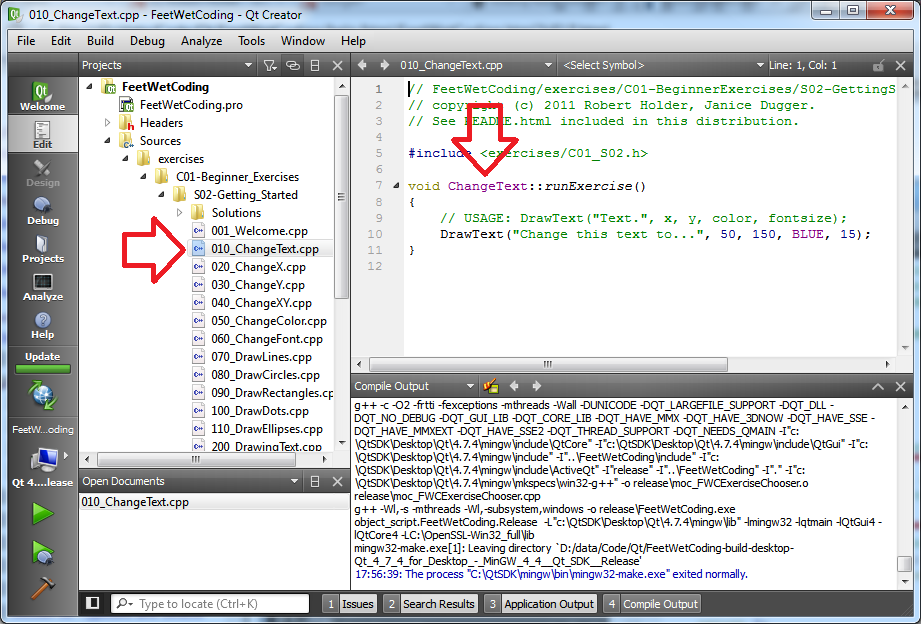 010_ChangeText.cpp - FeetWetCoding - Qt Creator
File Edit Build Debug Analyze Tools Window Help
Projects
010_ChangeText.cpp
<Select Symbol>
Line: 1, Col: 1
Welcome
Edit
Design
Debug
Projects
Analyze
Help
Update
FeetW...oding
Qt 4....lease
FeetWetCoding
FeetWetCoding.pro
Headers
Sources
exercises
C01-Beginner_Exercises
S02-Getting_Started
Solutions
001_Welcome.cpp
010_ChangeText.cpp
020_ChangeX.cpp
030_ChangeY.cpp
040_ChangeXY.cpp
050_ChangeColor.cpp
060_ChangeFont.cpp
070_DrawLines.cpp
080_DrawCircles.cpp
090_DrawRectangles.cp
100_DrawDots.cpp
110_DrawEllipses.cpp
200_DrawingText.cpp
Open Documents
010_ChangeText.cpp
1 // FeetWetCoding/exercises/C01-BeginnerExercises/S02-GettingS
2 // copyright (c) 2011 Robert Holder, Janice Dugger.
3 // See README.html included in this distribution.
4
5 #include <exercises/C01_S02.h>
6
7 void ChangeText::runExercise()
8 {
9 // USAGE: DrawText("Text.", x, y, color, fontsize);
10 DrawText("Change this text to...", 50, 150, BLUE, 15);
11 }
12
Compile Output
g++ -c -O2 -frtti -fexceptions -mthreads -Wall -DUNICODE -DQT_LARGEFILE_SUPPORT -DQT_DLL -
DQT_NO_DEBUG -DQT_GUI_LIB -DQT_CORE_LIB -DQT_HAVE_MMX -DQT_HAVE_3DNOW -DQT_HAVE_SSE -
DQT_HAVE_MMXEXT -DQT_HAVE_SSE2 -DQT_THREAD_SUPPORT -DQT_NEEDS_QMAIN -I"c:
\QtSDK\Desktop\Qt\4.7.4\mingw\include\QtCore" -I"c:\QtSDK\Desktop\Qt\4.7.4\mingw\include\QtGui" -I"c:
\QtSDK\Desktop\Qt\4.7.4\mingw\include" -I"..\FeetWetCoding\include" -I"c:
\QtSDK\Desktop\Qt\4.7.4\mingw\include\ActiveQt" -I"release" -I"..\FeetWetCoding" -I"." -I"c:
\QtSDK\Desktop\Qt\4.7.4\mingw\mkspecs\win32-g++" -o release\moc_FWCExerciseChooser.o
release\moc_FWCExerciseChooser.cpp
g++ -Wl,-s -mthreads -Wl,-subsystem,windows -o release\FeetWetCoding.exe
object_script.FeetWetCoding.Release -L"c:\QtSDK\Desktop\Qt\4.7.4\mingw\lib" -lmingw32 -lqtmain -lQtGui4 -
lQtCore4 -LC:\OpenSSL-Win32_full\lib
mingw32-make.exe[1]: Leaving directory `D:/data/Code/Qt/FeetWetCoding-build-desktop-
Qt_4_7_4_for_Desktop_-_MinGW_4_4__Qt_SDK__Release'
17:56:39: The process "C:\QtSDK\mingw\bin\mingw32-make.exe" exited normally.
Type to locate (Ctrl+K)
1 Issues 2 Search Results 3 Application Output 4 Compile Output